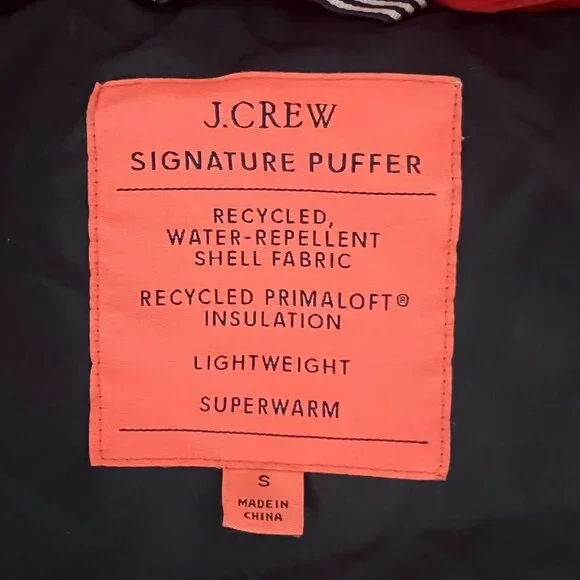 J.CREW
SIGNATURE PUFFER
RECYCLED,
WATER-REPELLENT
SHELL FABRIC
RECYCLED PRIMALOFT®
INSULATION
LIGHTWEIGHT
SUPERWARM
S
MADE IN
CHINA